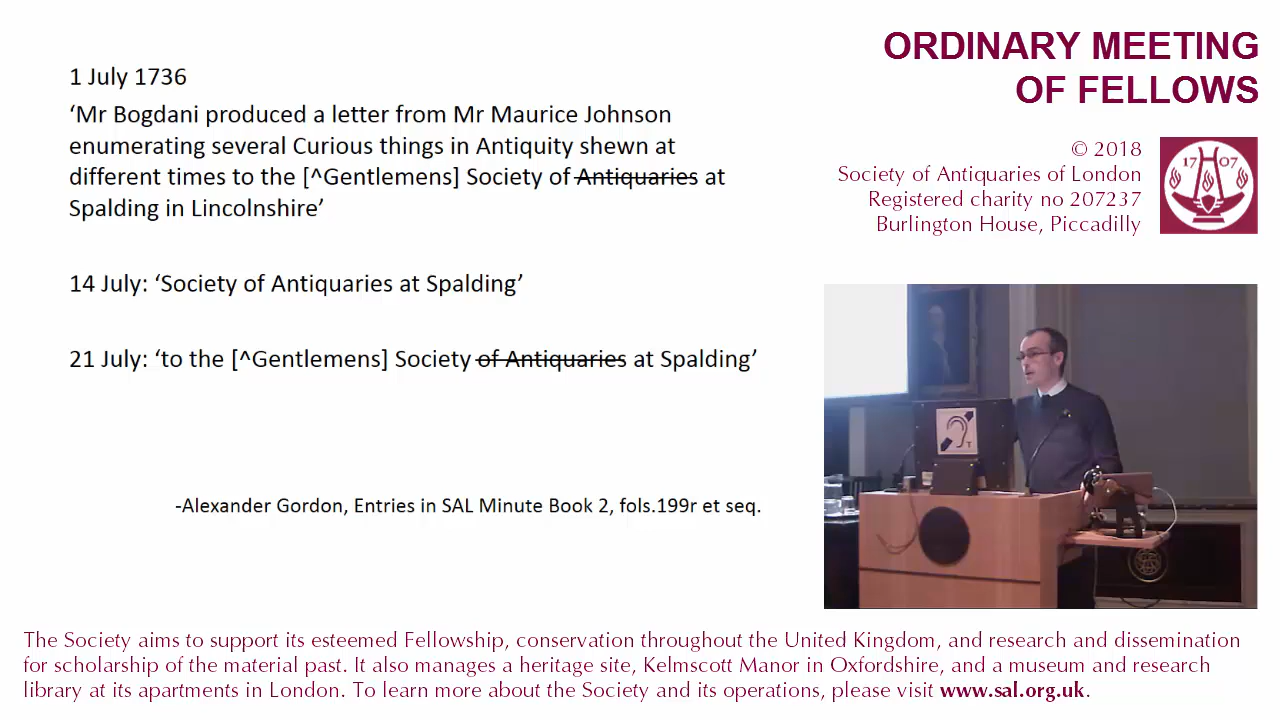 1 July 1736
‘Mr Bogdani produced a letter from Mr Maurice Johnson
enumerating several Curious things in Antiquity shewn at
different times to the [^Gentlemens] Society of Antiquaries at
Spalding in Lincolnshire’
14 July: ‘Society of Antiquaries at Spalding’
21 July: ‘to the [^Gentlemens] Society of Antiquaries at Spalding’
-Alexander Gordon, Entries in SAL Minute Book 2, fols.199r et seq.
ORDINARY MEETING
OF FELLOWS
© 2018
Society of Antiquaries of London
Registered charity no 207237
Burlington House, Piccadilly
17 07
T
The Society aims to support its esteemed Fellowship, conservation throughout the United Kingdom, and research and dissemination
for scholarship of the material past. It also manages a heritage site, Kelmscott Manor in Oxfordshire, and a museum and research
library at its apartments in London. To learn more about the Society and its operations, please visit www.sal.org.uk.